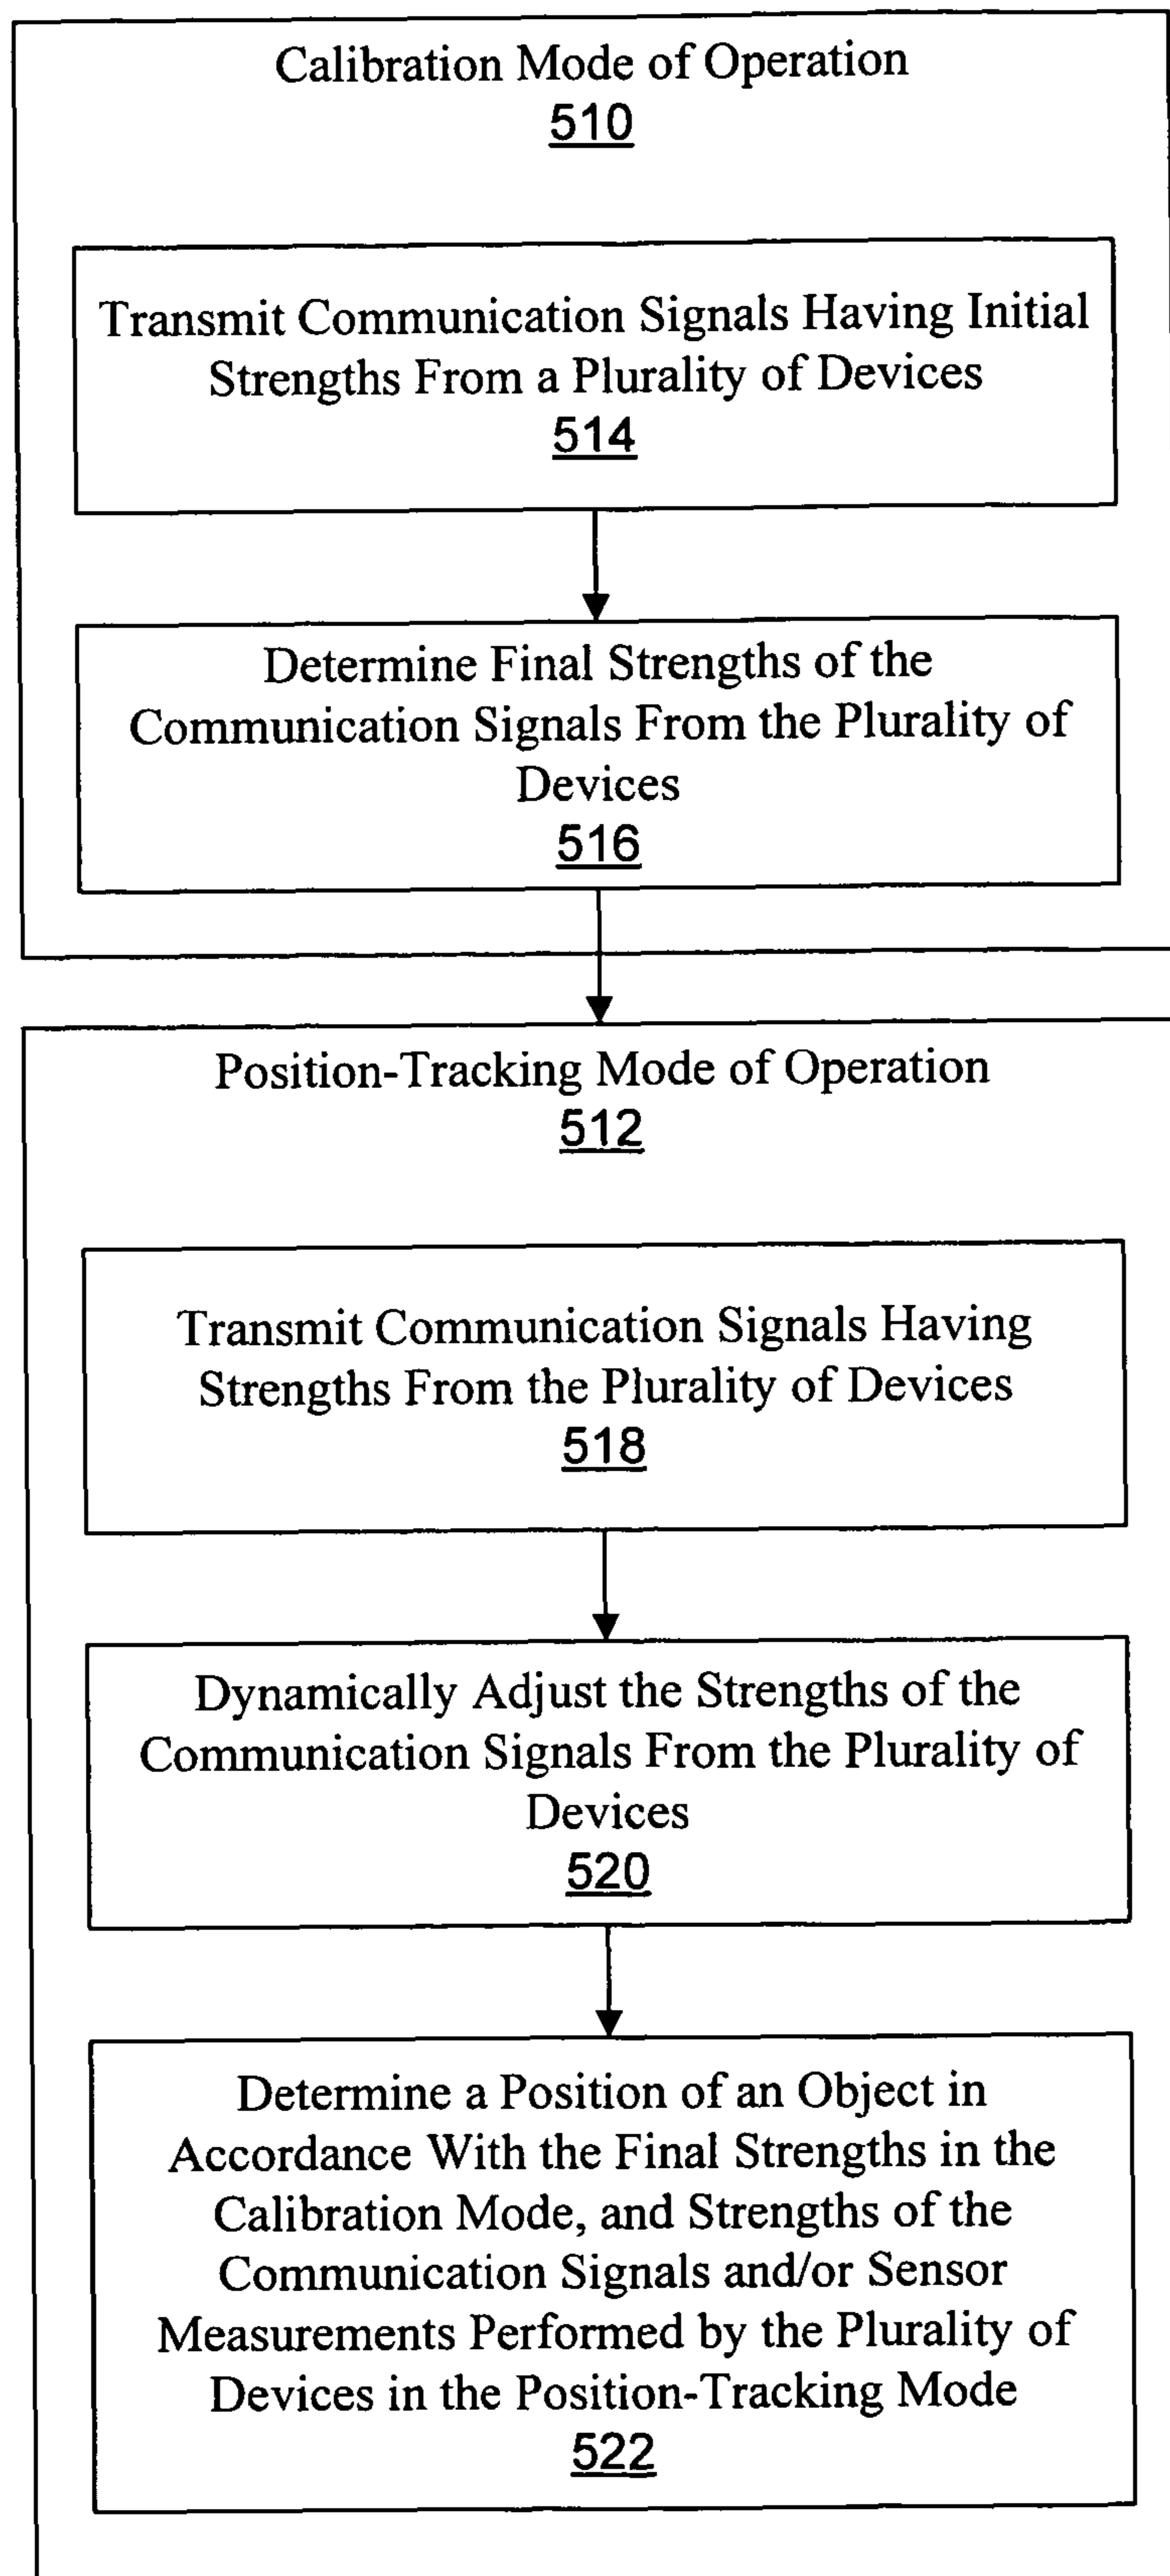 Calibration Mode of Operation
510
Transmit Communication Signals Having Initial
Strengths From a Plurality of Devices
514
Determine Final Strengths of the
Communication Signals From the Plurality of
Devices
516
Position-Tracking Mode of Operation
512
Transmit Communication Signals Having
Strengths From the Plurality of Devices
518
Dynamically Adjust the Strengths of the
Communication Signals From the Plurality of
Devices
520
Determine a Position of an Object in
Accordance With the Final Strengths in the
Calibration Mode, and Strengths of the
Communication Signals and/or Sensor
Measurements Performed by the Plurality of
Devices in the Position-Tracking Mode
522